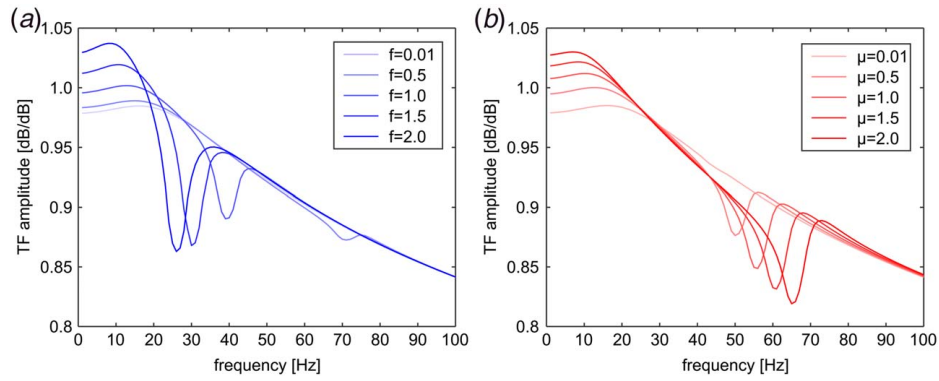 (a)
1.05
1.0
0.95
0.9
0.85
0.8
TF amplitude [dB/dB]
f=0.01
f=0.5
f=1.0
f=1.5
f=2.0
0 10 20 30 40 50 60 70 80 90 100
frequency [Hz]
(b)
1.05
1.0
0.95
0.9
0.85
0.8
TF amplitude [dB/dB]
μ=0.01
μ=0.5
μ=1.0
μ=1.5
μ=2.0
0 10 20 30 40 50 60 70 80 90 100
frequency [Hz]